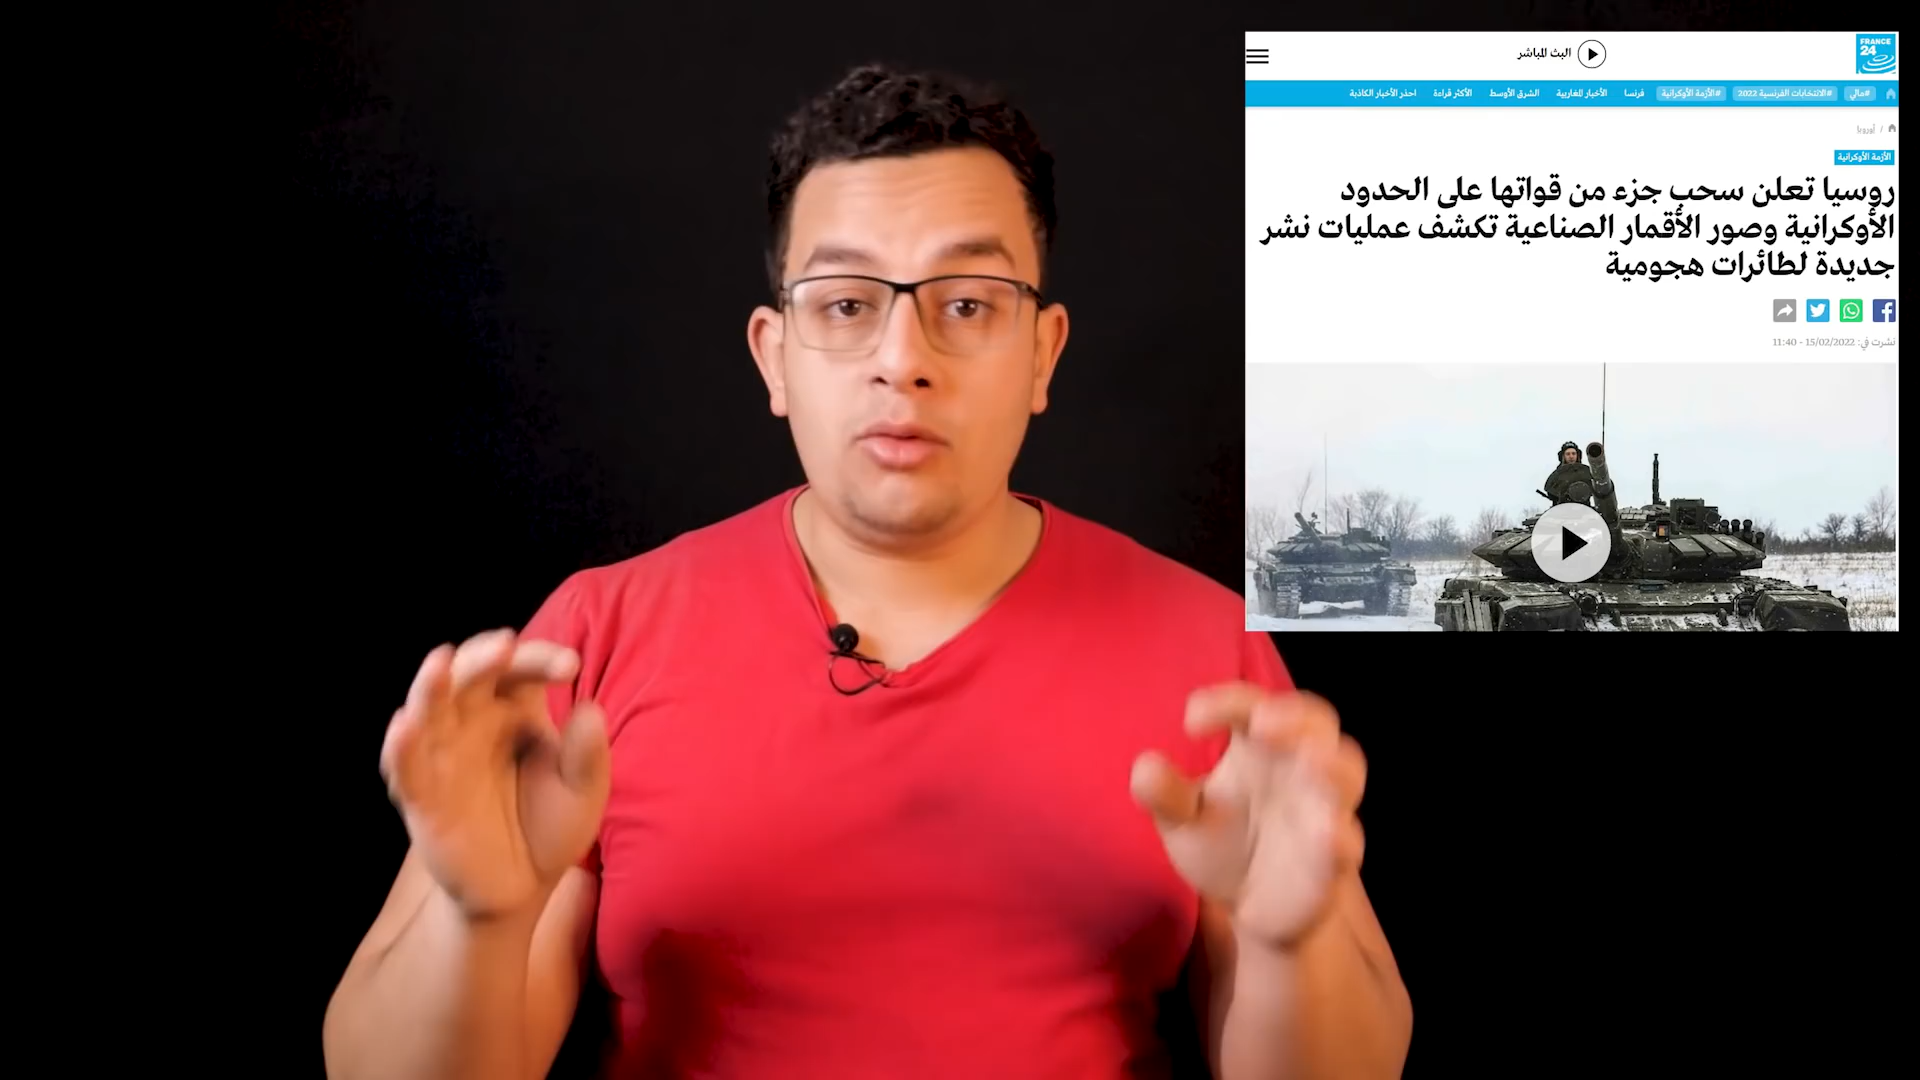 البث المباشر
FRANCE
24
#مالي #الانتخابات الفرنسية 2022 #الأزمة الأوكرانية فرنسا الأخبار المغاربية الشرق الأوسط الأكثر قراءة احذر الأخبار الكاذبة
/ أوروبا
الأزمة الأوكرانية
روسيا تعلن سحب جزء من قواتها على الحدود
الأوكرانية وصور الأقمار الصناعية تكشف عمليات نشر
جديدة لطائرات هجومية
نشرت في: 15/02/2022 - 11:40